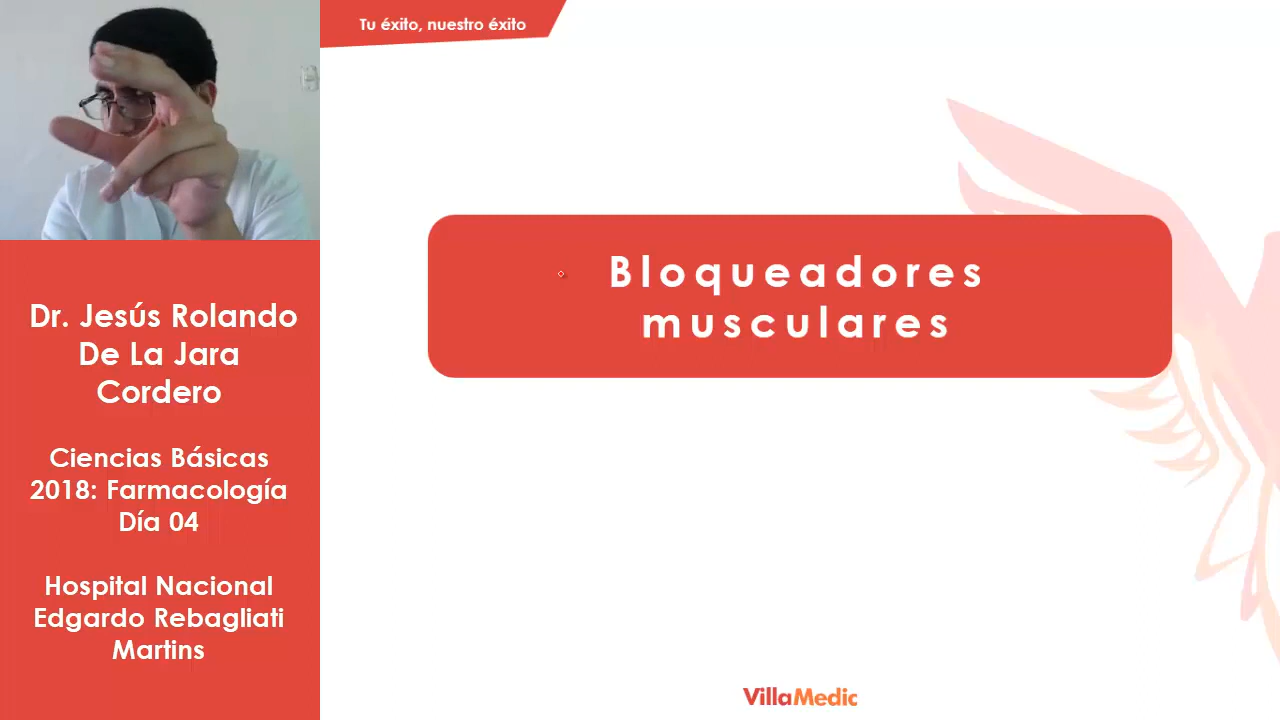 Tu éxito, nuestro éxito
Bloqueadores
musculares
Dr. Jesús Rolando
De La Jara
Cordero
Ciencias Básicas
2018: Farmacología
Día 04
Hospital Nacional
Edgardo Rebagliati
Martins
VillaMedic